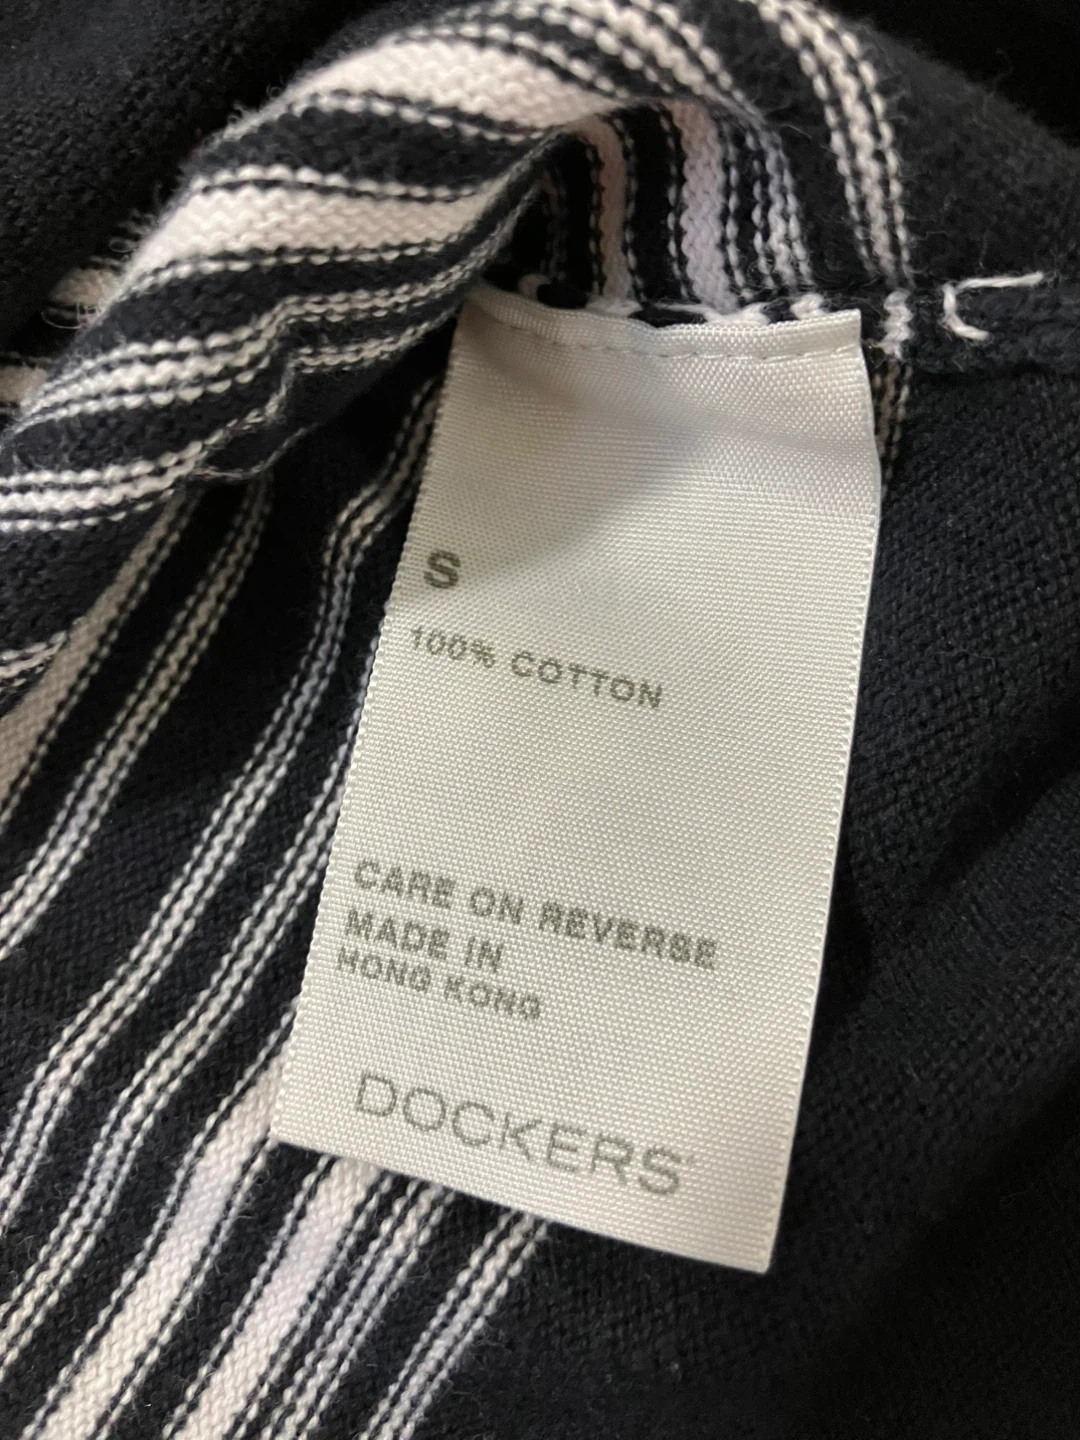 S
100% COTTON
CARE ON REVERSE
MADE IN
HONG KONG
DOCKERS